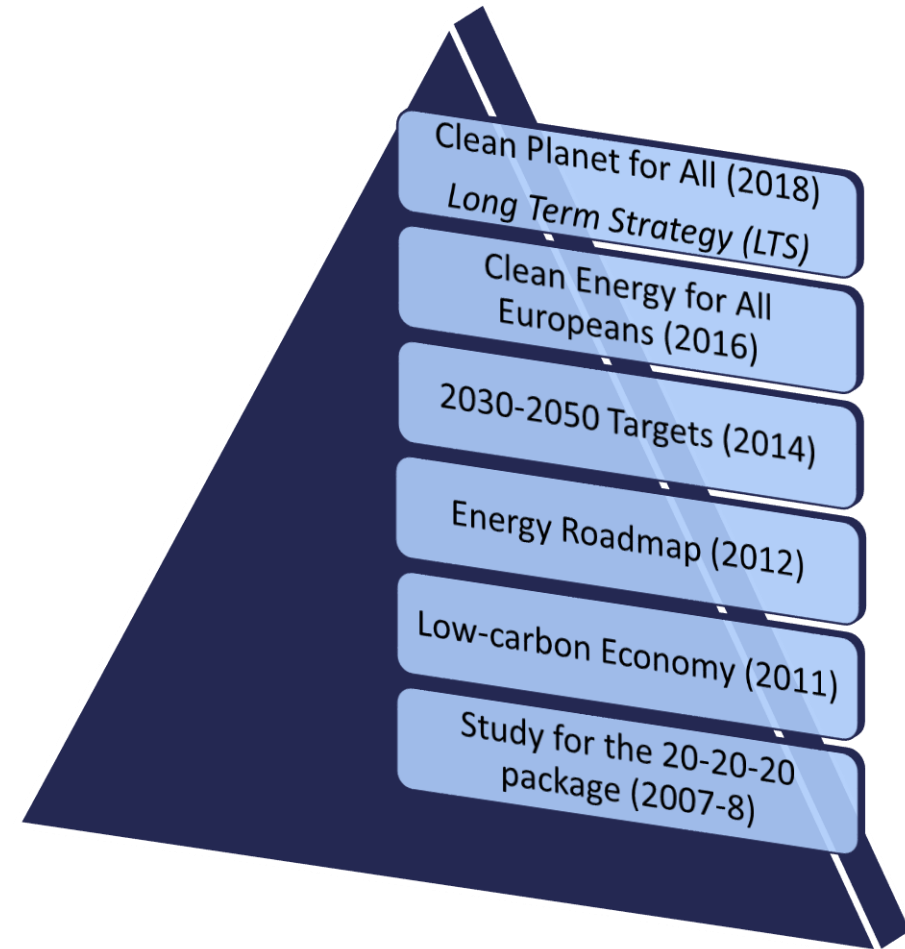 Clean Planet for All (2018)
Long Term Strategy (LTS)
Clean Energy for All
Europeans (2016)
2030-2050 Targets (2014)
Energy Roadmap (2012)
Low-carbon Economy (2011)
Study for the 20-20-20
package (2007-8)